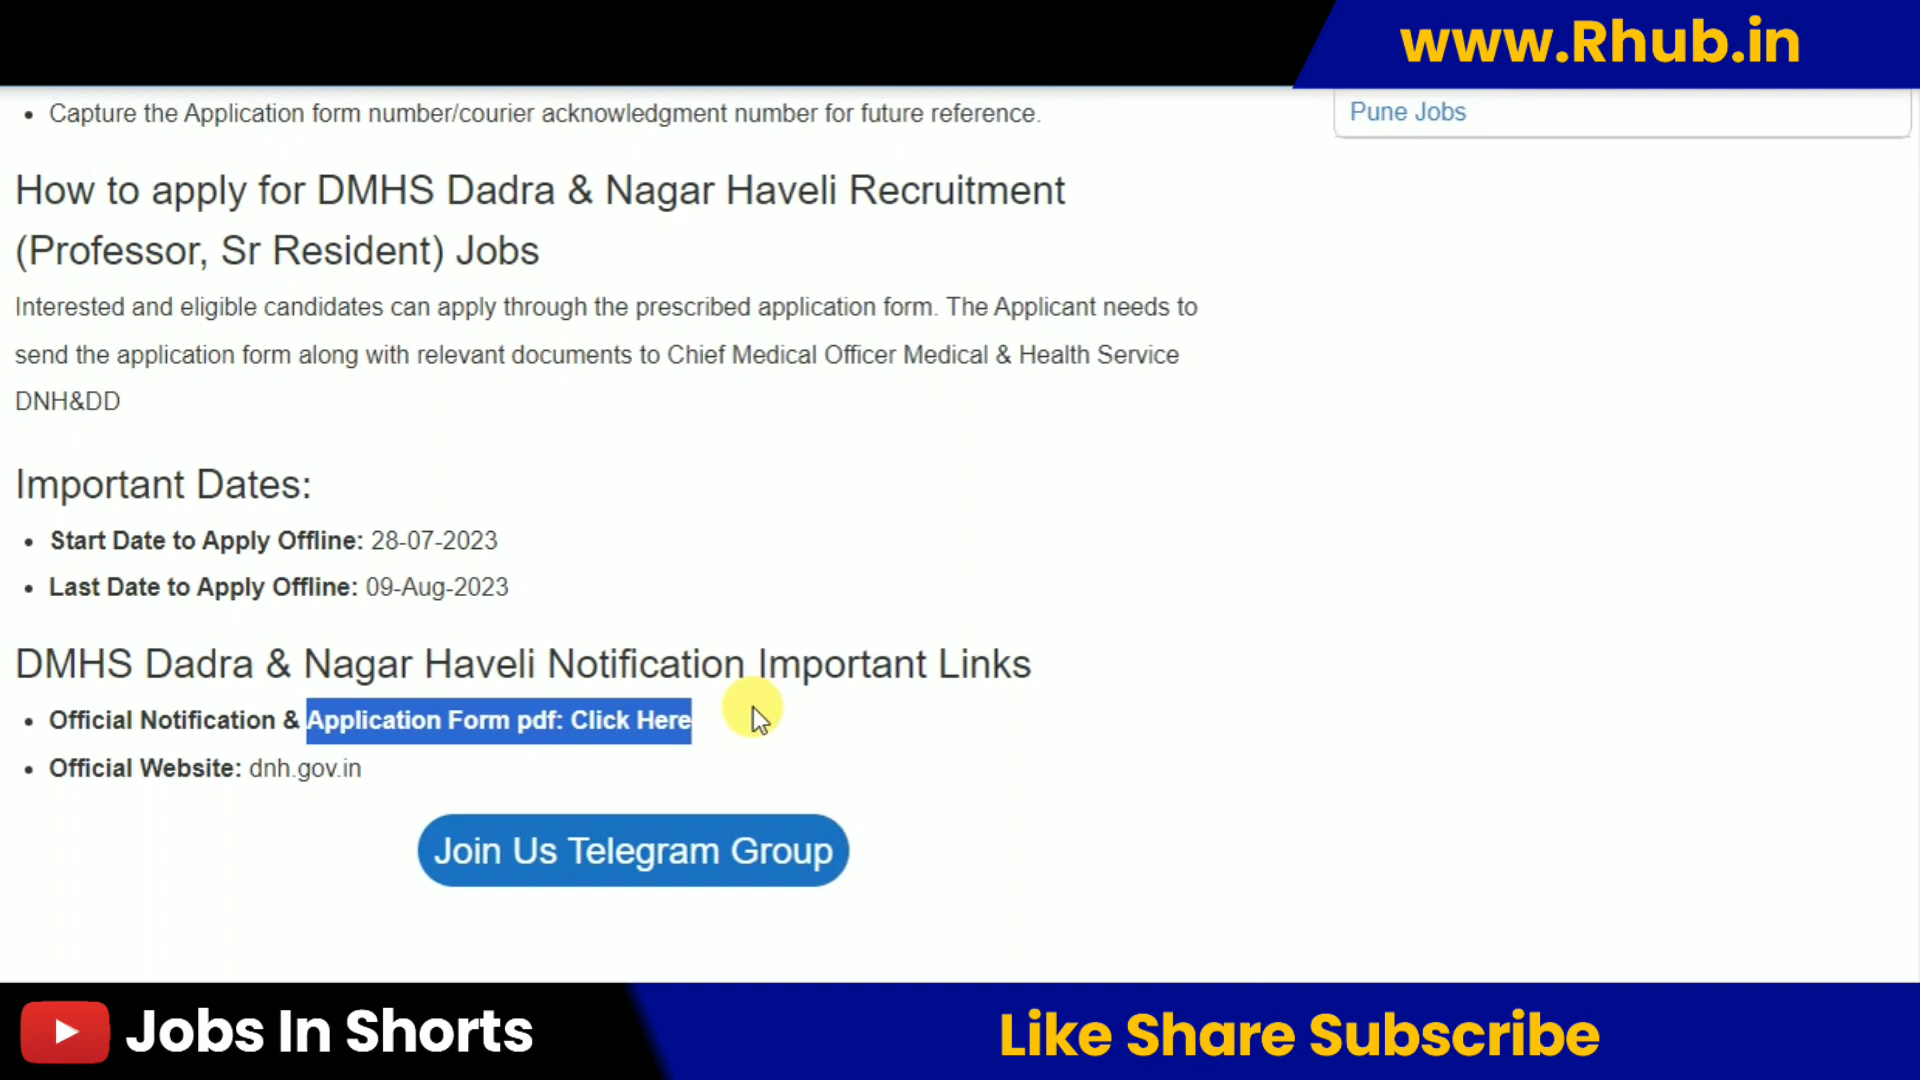 www.Rhub.in
• Capture the Application form number/courier acknowledgment number for future reference.
Pune Jobs
How to apply for DMHS Dadra & Nagar Haveli Recruitment
(Professor, Sr Resident) Jobs
Interested and eligible candidates can apply through the prescribed application form. The Applicant needs to
send the application form along with relevant documents to Chief Medical Officer Medical & Health Service
DNH&DD
Important Dates:
• Start Date to Apply Offline: 28-07-2023
• Last Date to Apply Offline: 09-Aug-2023
DMHS Dadra & Nagar Haveli Notification Important Links
• Official Notification & Application Form pdf: Click Here
• Official Website: dnh.gov.in
Join Us Telegram Group
Jobs In Shorts
Like Share Subscribe